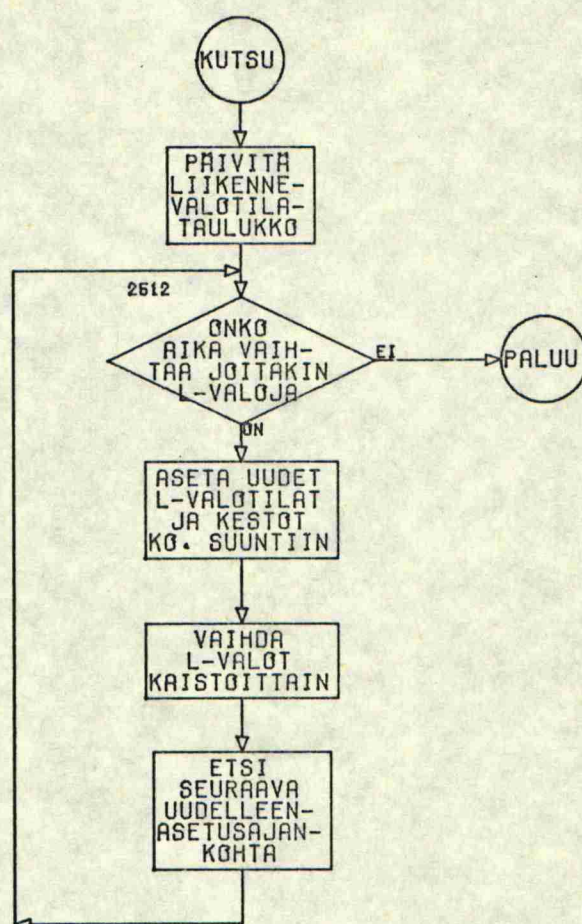 KUTSU
PÄIVITÄ
LIIKENNE-
VALOTILA-
TAULUKKO
2512
ONKO
AIKA VAIH-
TAA JOITAKIN
L-VALOJA
EI
PALUU
ON
ASETA UUDET
L-VALOTILAT
JA KESTOT
KO. SUUNTIIN
VAIHDA
L-VALOT
KAISTOITTAIN
ETSI
SEURAAVA
UUDELLEEN-
ASETUSAJAN-
KOHTA